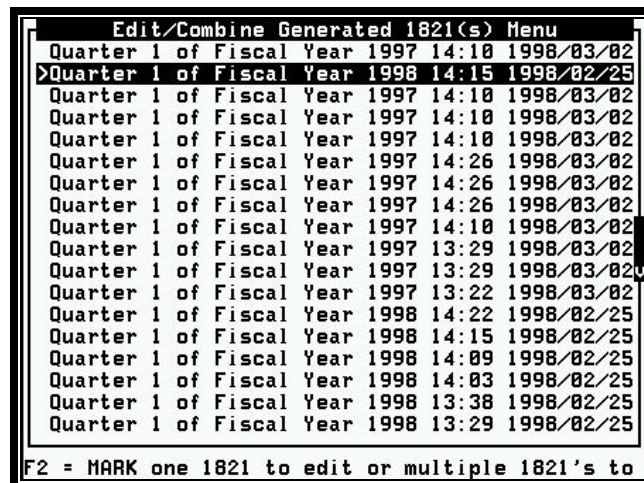 Edit/Combine Generated 1821(s) Menu
Quarter 1 of Fiscal Year 1997 14:10 1998/03/02
>Quarter 1 of Fiscal Year 1998 14:15 1998/02/25
Quarter 1 of Fiscal Year 1997 14:10 1998/03/02
Quarter 1 of Fiscal Year 1997 14:10 1998/03/02
Quarter 1 of Fiscal Year 1997 14:10 1998/03/02
Quarter 1 of Fiscal Year 1997 14:26 1998/03/02
Quarter 1 of Fiscal Year 1997 14:26 1998/03/02
Quarter 1 of Fiscal Year 1997 14:26 1998/03/02
Quarter 1 of Fiscal Year 1997 14:10 1998/03/02
Quarter 1 of Fiscal Year 1997 13:29 1998/03/02
Quarter 1 of Fiscal Year 1997 13:29 1998/03/02
Quarter 1 of Fiscal Year 1997 13:22 1998/03/02
Quarter 1 of Fiscal Year 1998 14:22 1998/02/25
Quarter 1 of Fiscal Year 1998 14:15 1998/02/25
Quarter 1 of Fiscal Year 1998 14:09 1998/02/25
Quarter 1 of Fiscal Year 1998 14:03 1998/02/25
Quarter 1 of Fiscal Year 1998 13:38 1998/02/25
Quarter 1 of Fiscal Year 1998 13:29 1998/02/25
F2 = MARK one 1821 to edit or multiple 1821's to